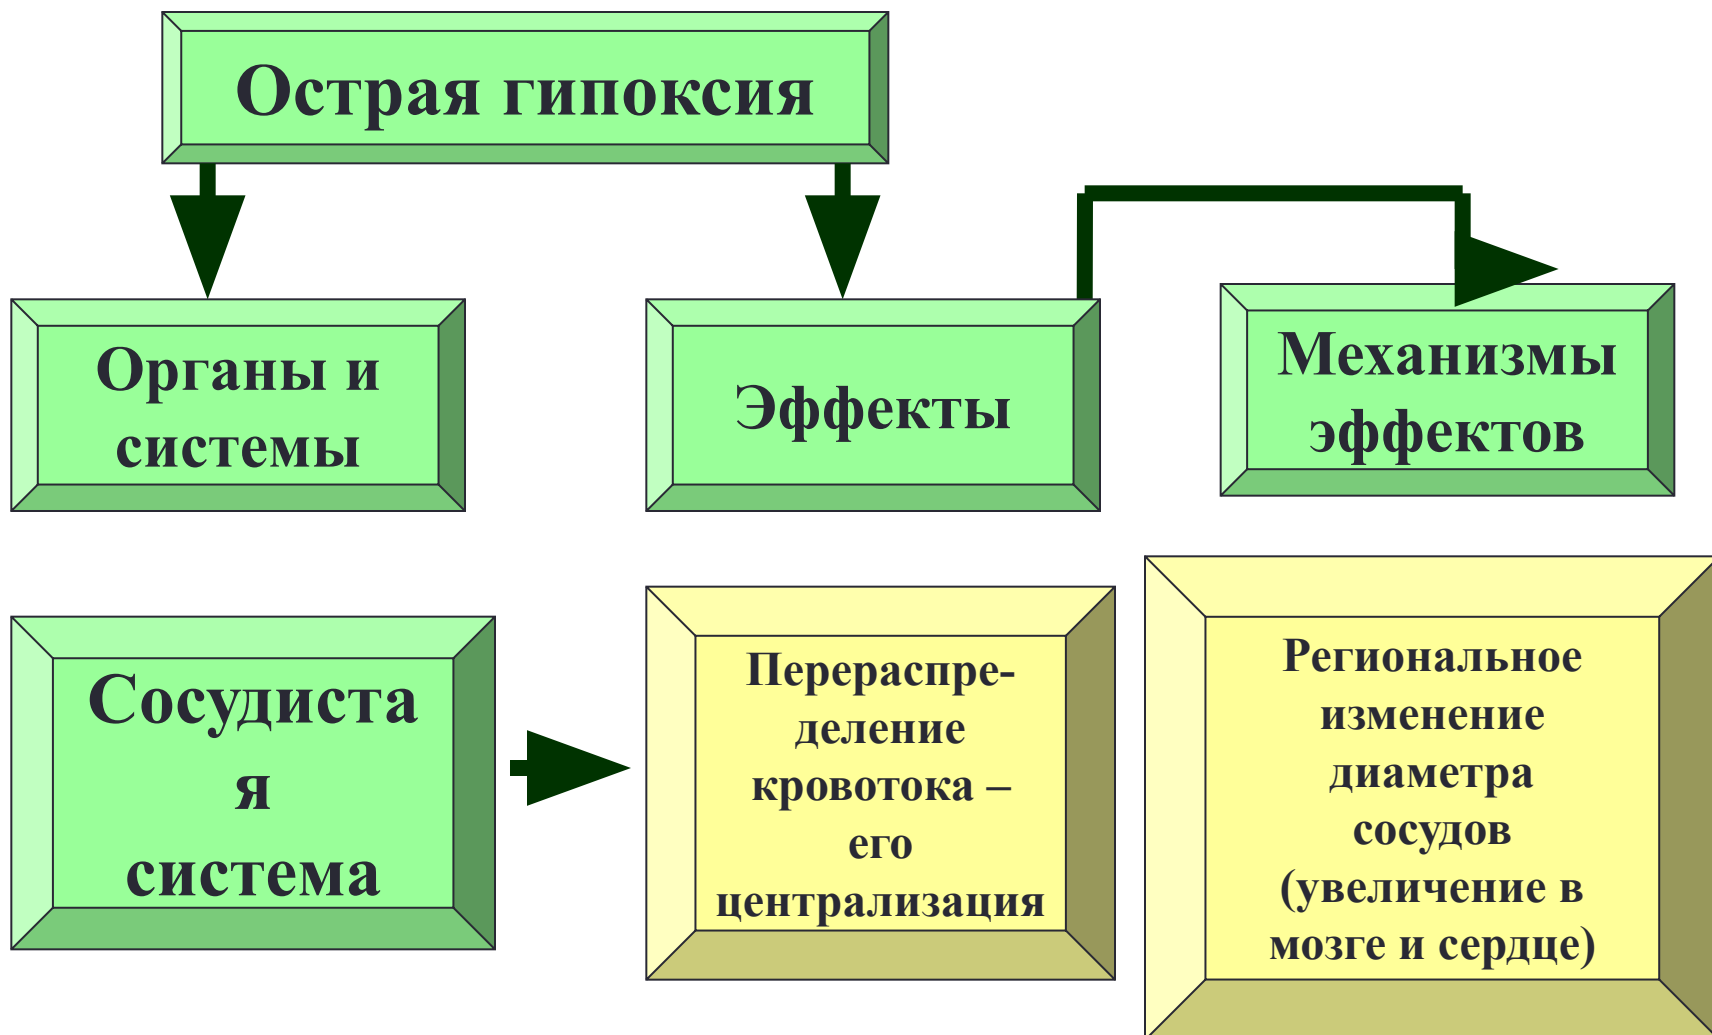 Острая гипоксия
Органы и
системы
Эффекты
Механизмы
эффектов
Сосудиста
я
система
Перераспре-
деление
кровотока –
его
централизация
Региональное
изменение
диаметра
сосудов
(увеличение в
мозге и сердце)